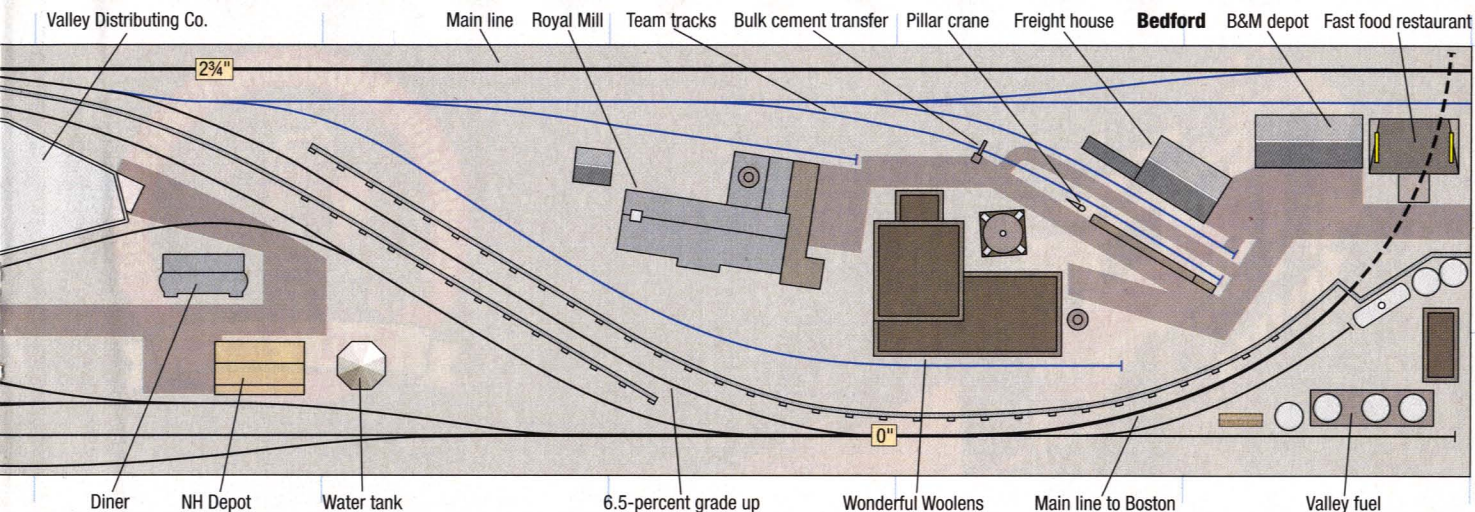 Valley Distributing Co.
Main line
Royal Mill
Team tracks
Bulk cement transfer
Pillar crane
Freight house
Bedford
B&M depot
Fast food restaurant
2¾"
0"
Diner
NH Depot
Water tank
6.5-percent grade up
Wonderful Woolens
Main line to Boston
Valley fuel